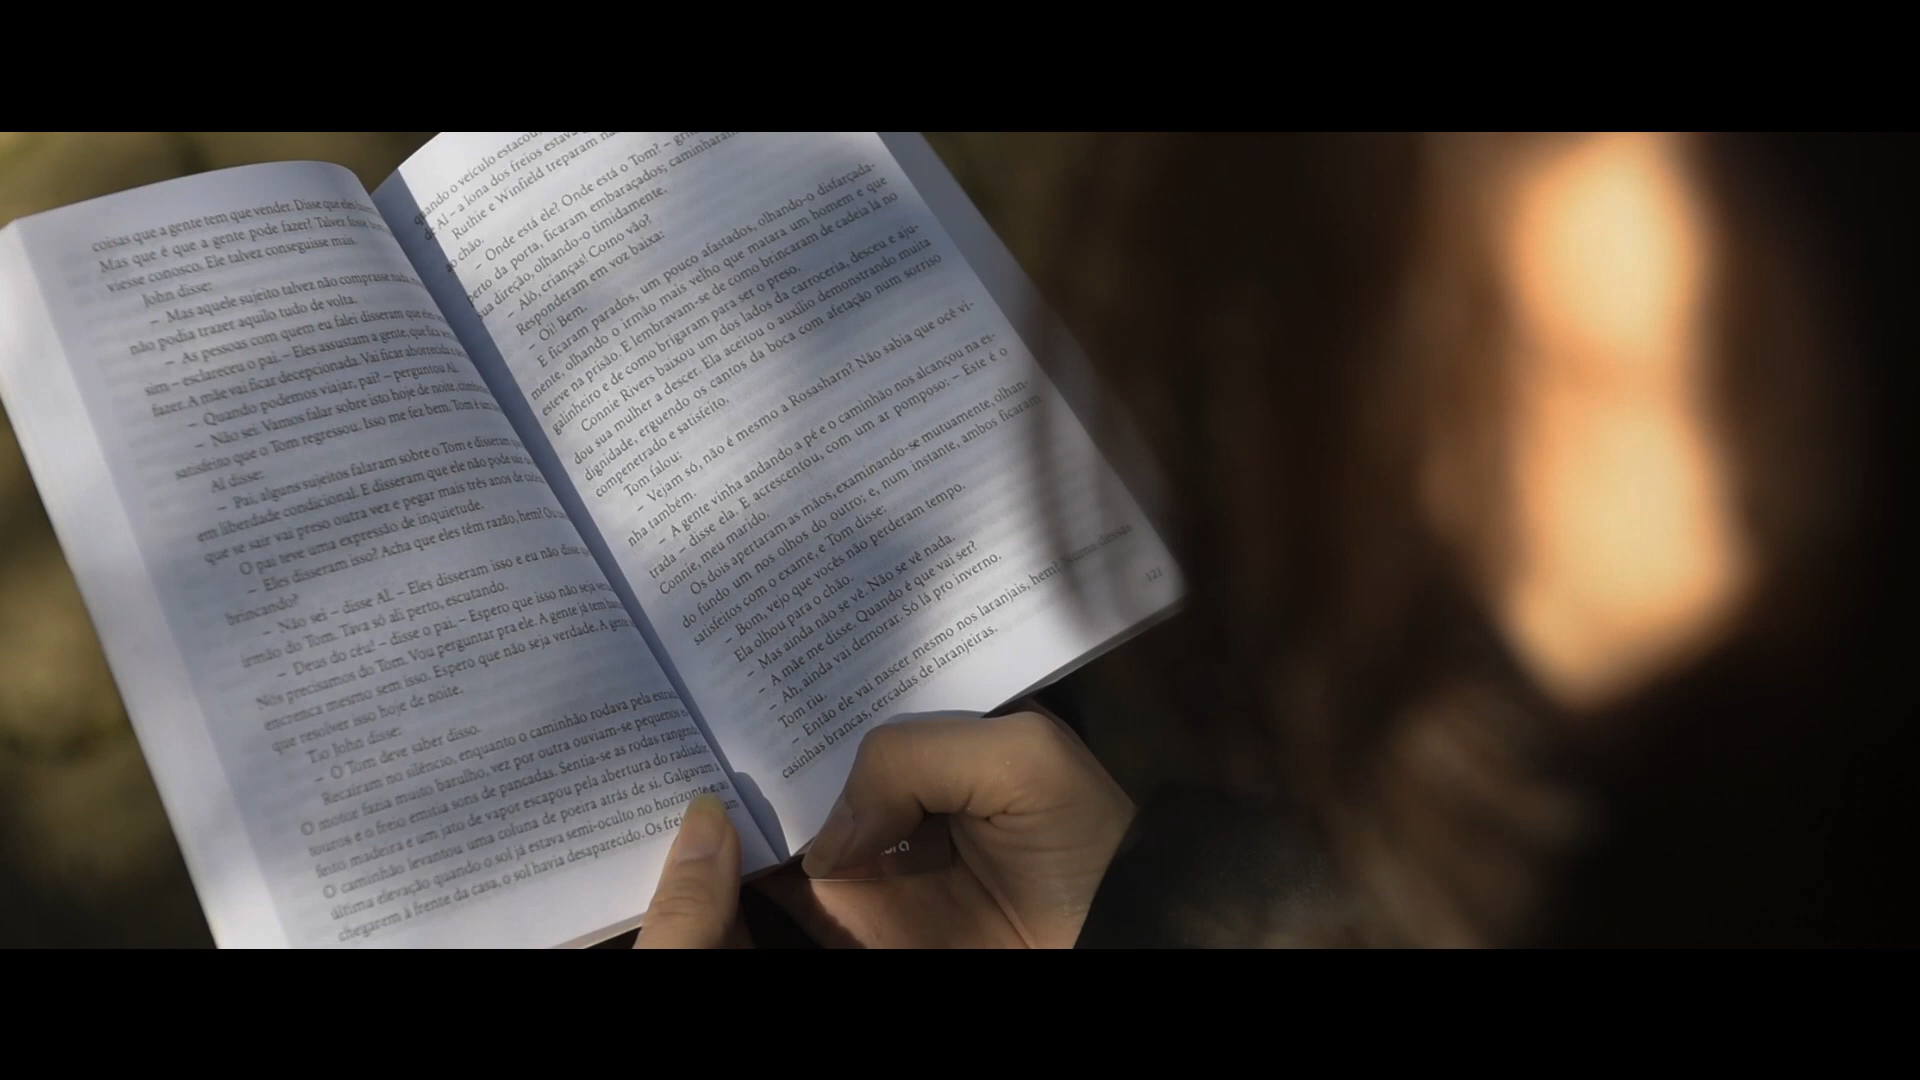 coisas que a gente tem que vender. Disse que eles
Mas que é que a gente pode fazer? Talvez fosse
viesse conosco. Ele talvez conseguisse mais.
John disse:
– Mas aquele sujeito talvez não comprasse nada
não podia trazer aquilo tudo de volta.
– As pessoas com quem eu falei disseram que
sim – esclareceu o pai. – Eles assustam a gente, que fica sem
fazer. A mãe vai ficar decepcionada. Vai ficar aborrecida
– Quando podemos viajar, pai? – perguntou Al.
– Não sei. Vamos falar sobre isto hoje de noite,
satisfeito que o Tom regressou. Isso me fez bem. Tom é um
Al disse:
– Pai, alguns sujeitos falaram sobre o Tom e disseram
em liberdade condicional. E disseram que ele não pode
que se sair vai preso outra vez e pegar mais três anos de
O pai teve uma expressão de inquietude.
– Eles disseram isso? Acha que eles têm razão, hem?
brincando?
– Não sei – disse Al. – Eles disseram isso e eu não disse
irmão do Tom. Tava só ali perto, escutando.
– Deus do céu! – disse o pai. – Espero que isso não seja
Nós precisamos do Tom. Vou perguntar pra ele. A gente já tem
encrenca mesmo sem isso. Espero que não seja verdade. A gente
que resolver isso hoje de noite.
Tio John disse:
– O Tom deve saber disso.
Recaíram no silêncio, enquanto o caminhão rodava pela
O motor fazia muito barulho, vez por outra ouviam-se pequenos
touros e o freio emitia sons de pancadas. Sentia-se as rodas
feito madeira e um jato de vapor escapou pela abertura do radiador.
O caminhão levantou uma coluna de poeira atrás de si. Galgavam a
última elevação quando o sol já estava semi-oculto no horizonte e, ao
chegarem à frente da casa, o sol havia desaparecido. Os
quando o veículo estacou.
de Al – a lona dos freios estava
Ruthie e Winfield treparam
ao chão.
– Onde está ele? Onde está o Tom? –
perto da porta, ficaram embaraçados; caminharam
sua direção, olhando-o timidamente.
– Alô, crianças! Como vão?
Responderam em voz baixa:
– Oi! Bem.
E ficaram parados, um pouco afastados, olhando-o disfarçada-
mente, olhando o irmão mais velho que matara um homem e que
esteve na prisão. E lembravam-se de como brincaram de cadeia lá no
galinheiro e de como brigaram para ser o preso.
Connie Rivers baixou um dos lados da carroceria, desceu e aju-
dou sua mulher a descer. Ela aceitou o auxílio demonstrando muita
dignidade, erguendo os cantos da boca com afetação num sorriso
compenetrado e satisfeito.
Tom falou:
– Vejam só, não é mesmo a Rosasharn? Não sabia que ocê vi-
nha também.
– A gente vinha andando a pé e o caminhão nos alcançou na es-
trada – disse ela. E acrescentou, com um ar pomposo: – Este é o
Connie, meu marido.
Os dois apertaram as mãos, examinando-se mutuamente, olhan-
do fundo um nos olhos do outro; e, num instante, ambos ficaram
satisfeitos com o exame, e Tom disse:
– Bom, vejo que vocês não perderam tempo.
Ela olhou para o chão.
– Mas ainda não se vê. Não se vê nada.
– A mãe me disse. Quando é que vai ser?
– Ah, ainda vai demorar. Só lá pro inverno.
Tom riu.
– Então ele vai nascer mesmo nos laranjais, hem? Numa dessas
casinhas brancas, cercadas de laranjeiras.
121